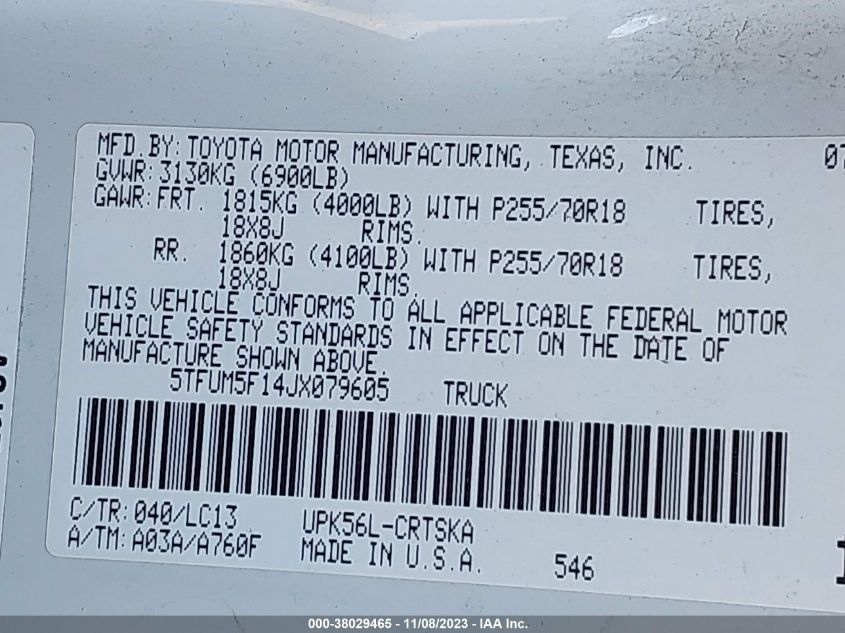 MFD.BY:TOYOTA MOTOR MANUFACTURING, TEXAS, INC. 07
GVWR:3130KG (6900LB)
GAWR:FRT. 1815KG (4000LB) WITH P255/70R18 TIRES,
18X8J RIMS.
RR. 1860KG (4100LB) WITH P255/70R18 TIRES,
18X8J RIMS.
THIS VEHICLE CONFORMS TO ALL APPLICABLE FEDERAL MOTOR
VEHICLE SAFETY STANDARDS IN EFFECT ON THE DATE OF
MANUFACTURE SHOWN ABOVE.
5TFUM5F14JX079605 TRUCK
C/TR:040/LC13 UPK56L-CRTSKA
A/TM:A03A/A760F MADE IN U.S.A. 546
000-38029465 - 11/08/2023 - IAA Inc.